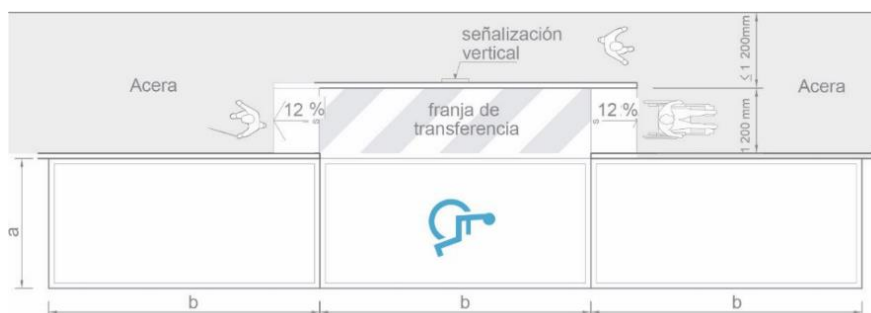 señalización
vertical
≤ 1 200mm
Acera
Acera
12 %
franja de
transferencia
12 %
1 200 mm
a
b
b
b